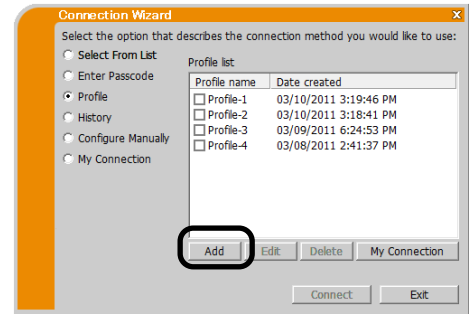 Connection Wizard
Select the option that describes the connection method you would like to use:
Select From List
Enter Passcode
Profile
History
Configure Manually
My Connection
Profile list
Profile name Date created
Profile-1 03/10/2011 3:19:46 PM
Profile-2 03/10/2011 3:18:41 PM
Profile-3 03/09/2011 6:24:53 PM
Profile-4 03/08/2011 2:41:37 PM
Add Edit Delete My Connection
Connect Exit